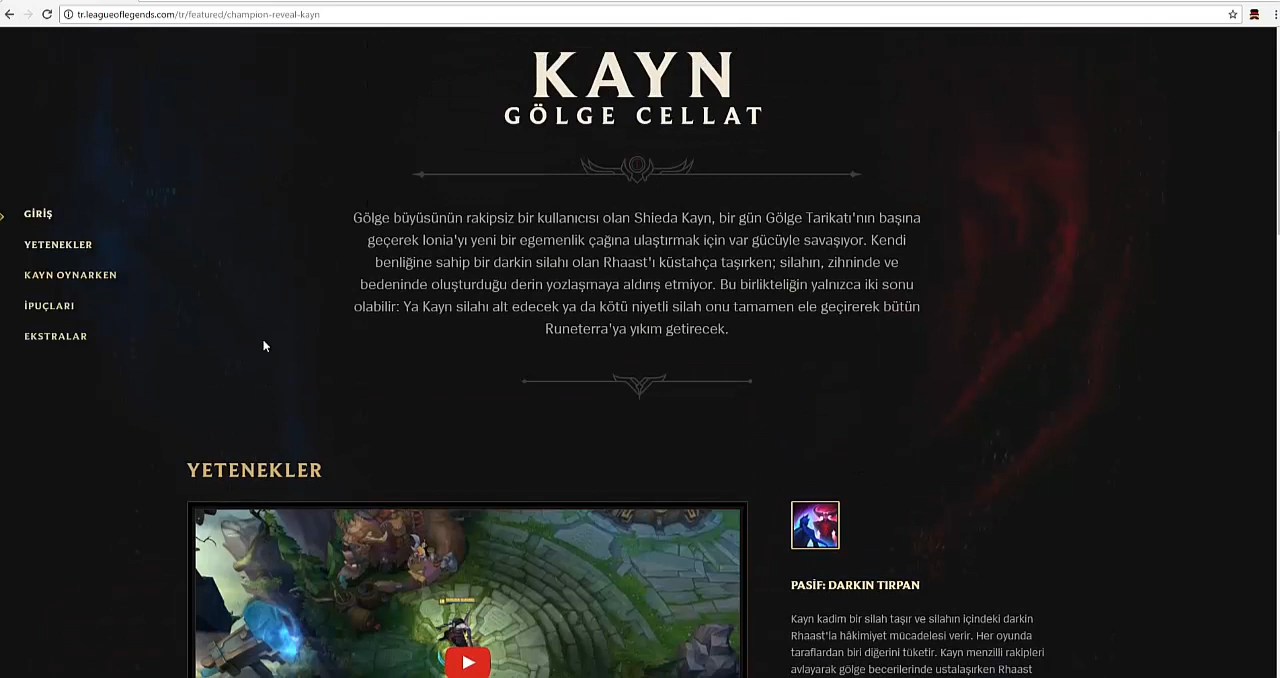 tr.leagueoflegends.com/tr/featured/champion-reveal-kayn
KAYN
GÖLGE CELLAT
GİRİŞ
YETENEKLER
KAYN OYNARKEN
İPUÇLARI
EKSTRALAR
Gölge büyüsünün rakipsiz bir kullanıcısı olan Shieda Kayn, bir gün Gölge Tarikatı'nın başına
geçerek Ionia'yı yeni bir egemenlik çağına ulaştırmak için var gücüyle savaşıyor. Kendi
benliğine sahip bir darkin silahı olan Rhaast'ı küstahça taşırken; silahın, zihninde ve
bedeninde oluşturduğu derin yozlaşmaya aldırış etmiyor. Bu birlikteliğin yalnızca iki sonu
olabilir: Ya Kayn silahı alt edecek ya da kötü niyetli silah onu tamamen ele geçirerek bütün
Runeterra'ya yıkım getirecek.
YETENEKLER
PASİF: DARKIN TIRPAN
Kayn kadim bir silah taşır ve silahın içindeki darkin
Rhaast'la hâkimiyet mücadelesi verir. Her oyunda
taraflardan biri diğerini tüketir. Kayn menzilli rakipleri
avlayarak gölge becerilerinde ustalaşırken Rhaast